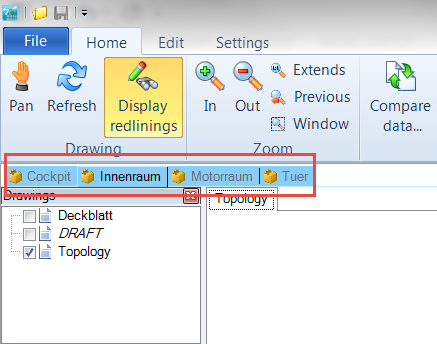 File Home Edit Settings
Pan Refresh Display redlinings In Out Extends
Previous
Window
Compare data...
Drawing Zoom
Cockpit Innenraum Motorraum Tuer
Drawings Topology
Deckblatt
DRAFT
Topology